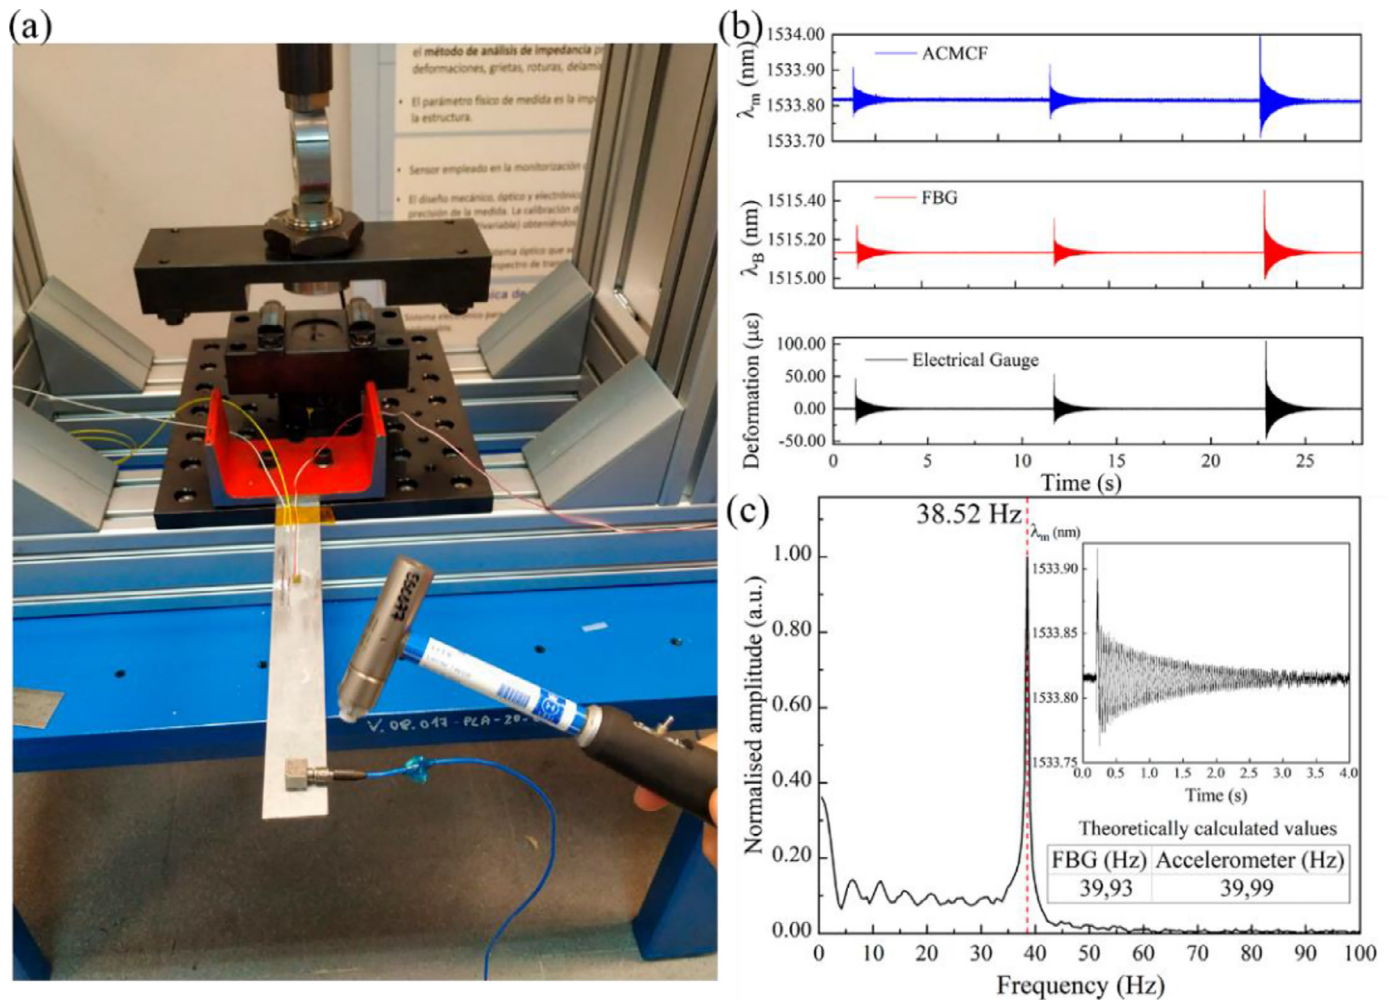 (a)
el método de análisis de impedancia
deformaciones, grietas, roturas,
• El parámetro físico de medida es la
la estructura.
• Sensor empleado en la monitorización
• El diseño mecánico, óptico y electrónico
precisión de la medida. La calibración
óptico que
V.08.017-PLA-20-
(b)
1534.00
1533.90
1533.80
1533.70
λm (nm)
ACMCF
1515.40
1515.20
1515.00
λB (nm)
FBG
100.00
50.00
0.00
-50.00
Deformation (µε)
Electrical Gauge
0 5 10 15 20 25
Time (s)
(c)
38.52 Hz
1.00
0.80
0.60
0.40
0.20
0.00
Normalised amplitude (a.u.)
0 10 20 30 40 50 60 70 80 90 100
Frequency (Hz)
λm (nm)
1533.90
1533.85
1533.80
1533.75
0.0 0.5 1.0 1.5 2.0 2.5 3.0 3.5 4.0
Time (s)
Theoretically calculated values
FBG (Hz) Accelerometer (Hz)
39,93 39,99